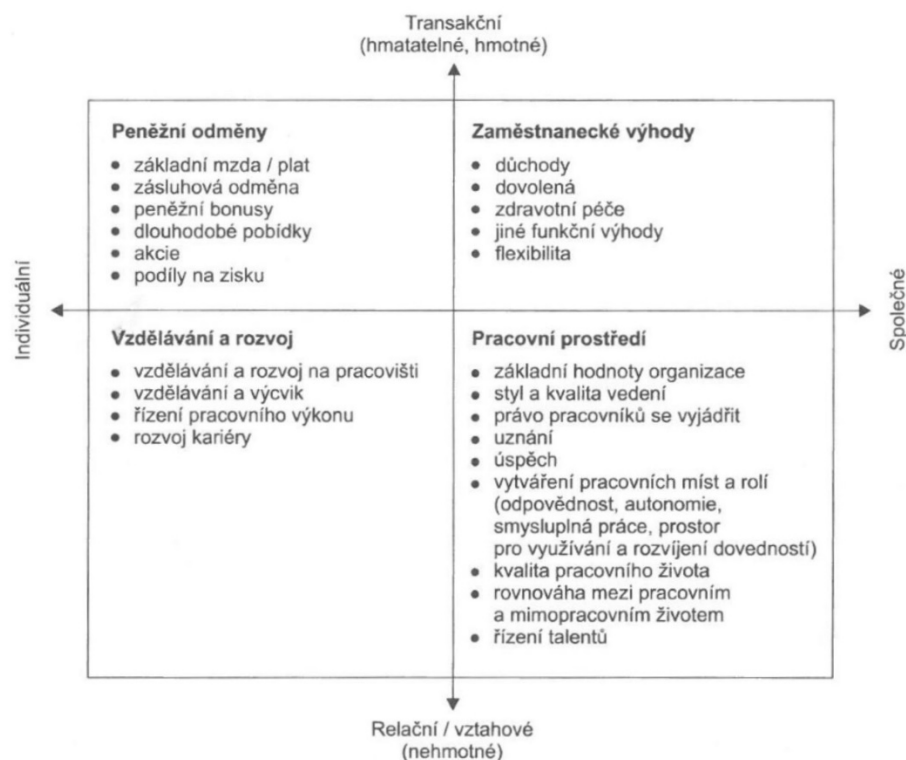 Transakční
(hmatatelné, hmotné)
Peněžní odměny
• základní mzda / plat
• zásluhová odměna
• peněžní bonusy
• dlouhodobé pobídky
• akcie
• podíly na zisku
Zaměstnanecké výhody
• důchody
• dovolená
• zdravotní péče
• jiné funkční výhody
• flexibilita
Individuální
Společné
Vzdělávání a rozvoj
• vzdělávání a rozvoj na pracovišti
• vzdělávání a výcvik
• řízení pracovního výkonu
• rozvoj kariéry
Pracovní prostředí
• základní hodnoty organizace
• styl a kvalita vedení
• právo pracovníků se vyjádřit
• uznání
• úspěch
• vytváření pracovních míst a rolí
(odpovědnost, autonomie,
smysluplná práce, prostor
pro využívání a rozvíjení dovedností)
• kvalita pracovního života
• rovnováha mezi pracovním
a mimopracovním životem
• řízení talentů
Relační / vztahové
(nehmotné)